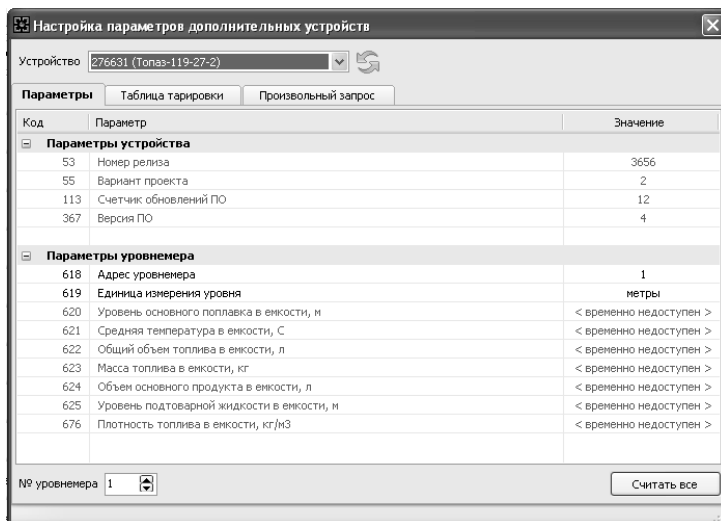 Настройка параметров дополнительных устройств
Устройство 276631 (Топаз-119-27-2)
Параметры Таблица тарировки Произвольный запрос
Код Параметр Значение
Параметры устройства
53 Номер релиза 3656
55 Вариант проекта 2
113 Счетчик обновлений ПО 12
367 Версия ПО 4
Параметры уровнемера
618 Адрес уровнемера 1
619 Единица измерения уровня метры
620 Уровень основного поплавка в емкости, м < временно недоступен >
621 Средняя температура в емкости, С < временно недоступен >
622 Общий объем топлива в емкости, л < временно недоступен >
623 Масса топлива в емкости, кг < временно недоступен >
624 Объем основного продукта в емкости, л < временно недоступен >
625 Уровень подтоварной жидкости в емкости, м < временно недоступен >
676 Плотность топлива в емкости, кг/м3 < временно недоступен >
№ уровнемера 1 Считать все